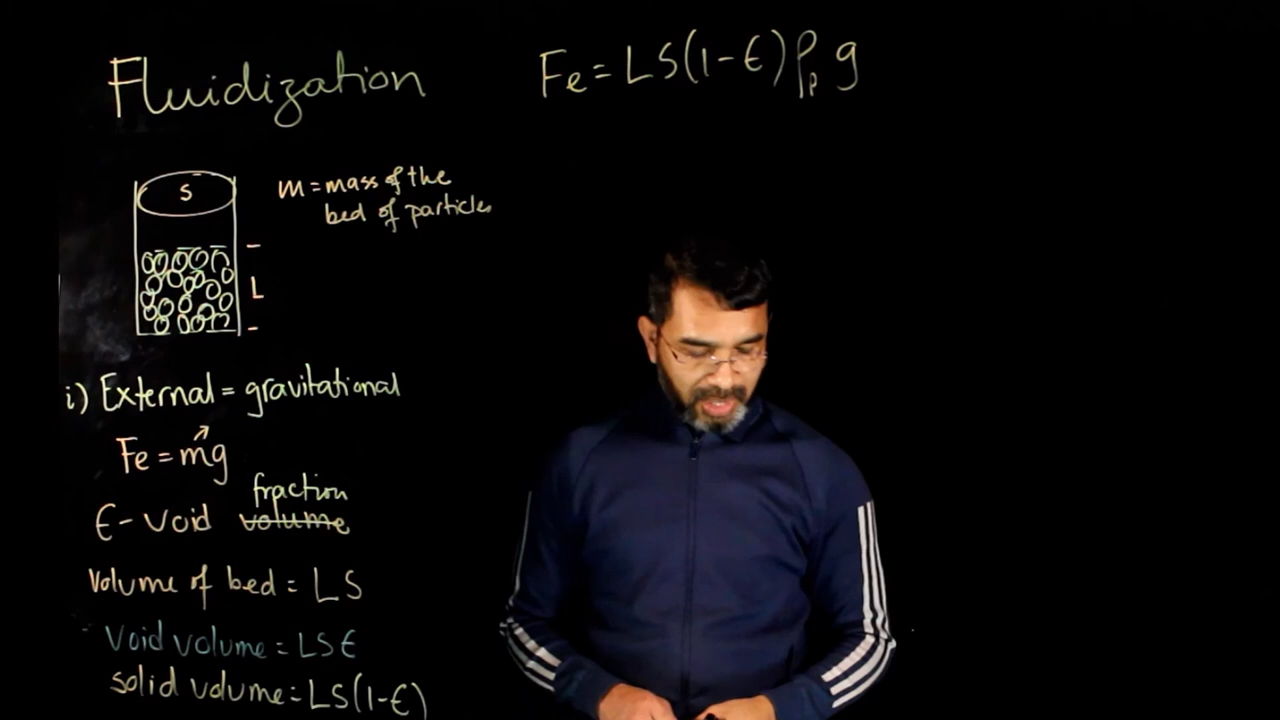 Fluidization
Fe = LS(1-ϵ)ρp g
S
m = mass of the
bed of particles
L
i) External = gravitational
Fe = mg
fraction
ϵ - void volume
Volume of bed = LS
Void volume = LSϵ
solid volume = LS(1-ϵ)